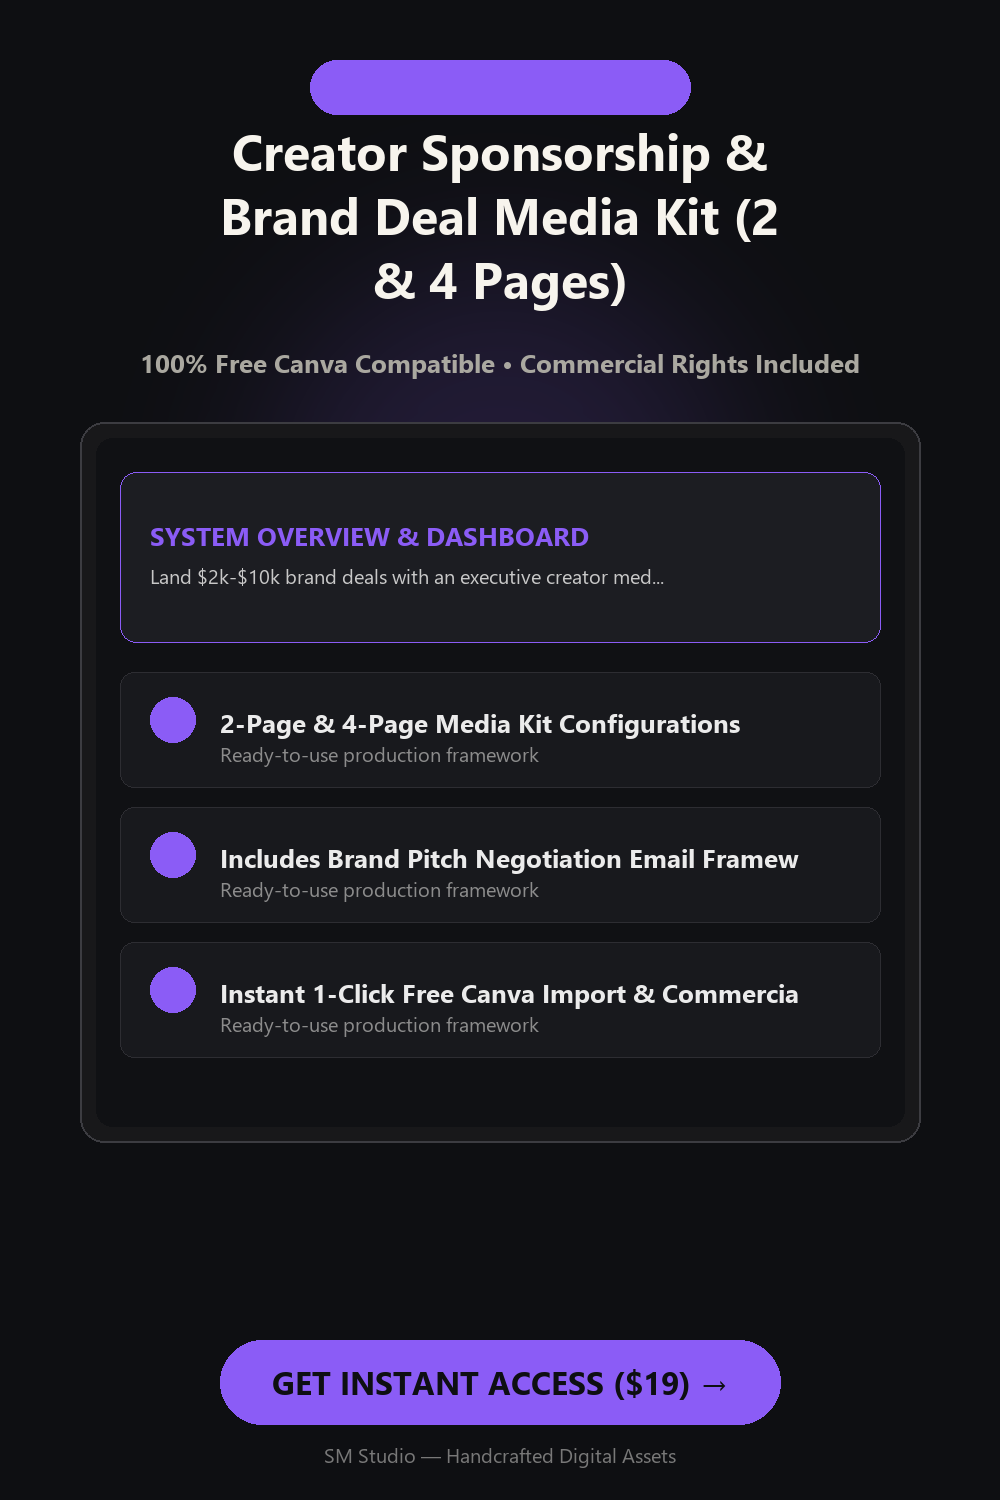 Creator Sponsorship &
Brand Deal Media Kit (2
& 4 Pages)
100% Free Canva Compatible • Commercial Rights Included
SYSTEM OVERVIEW & DASHBOARD
Land $2k-$10k brand deals with an executive creator med...
2-Page & 4-Page Media Kit Configurations
Ready-to-use production framework
Includes Brand Pitch Negotiation Email Framew
Ready-to-use production framework
Instant 1-Click Free Canva Import & Commercia
Ready-to-use production framework
GET INSTANT ACCESS ($19) →
SM Studio — Handcrafted Digital Assets